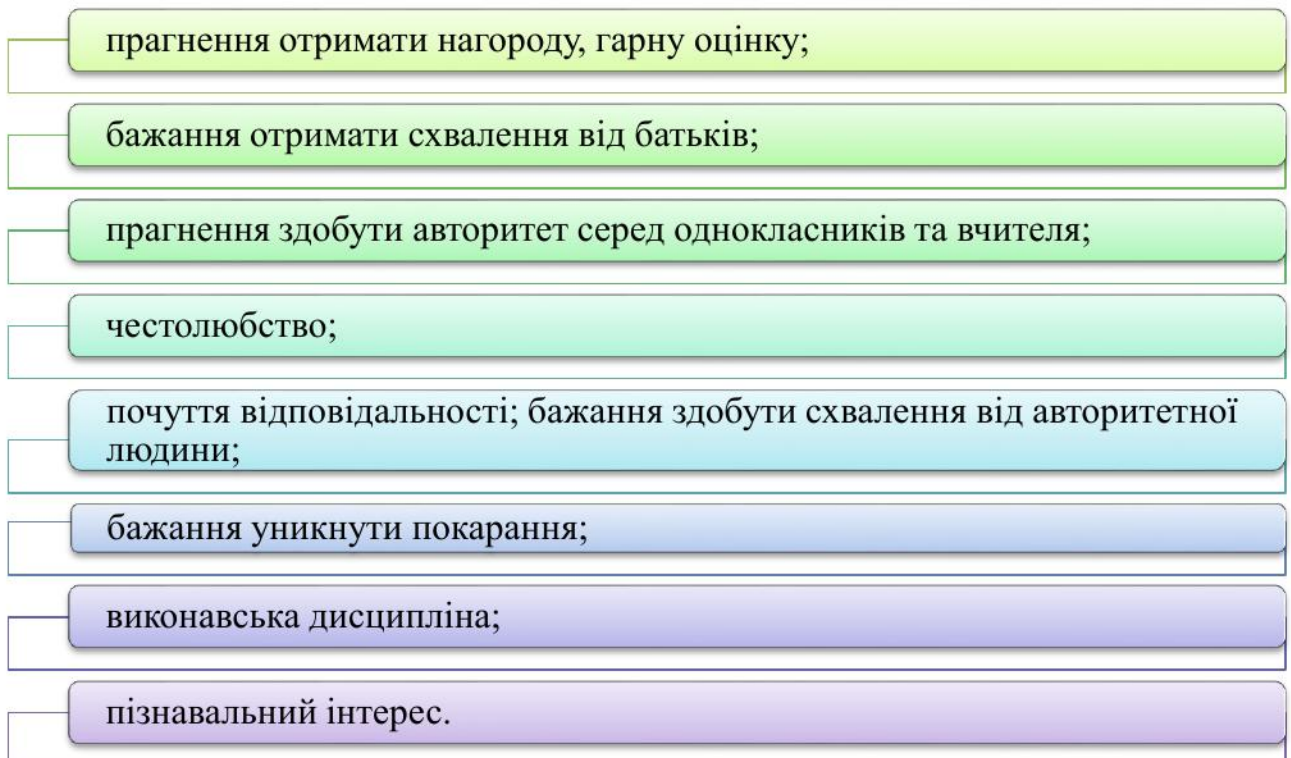 прагнення отримати нагороду, гарну оцінку;
бажання отримати схвалення від батьків;
прагнення здобути авторитет серед однокласників та вчителя;
честолюбство;
почуття відповідальності; бажання здобути схвалення від авторитетної
людини;
бажання уникнути покарання;
виконавська дисципліна;
пізнавальний інтерес.